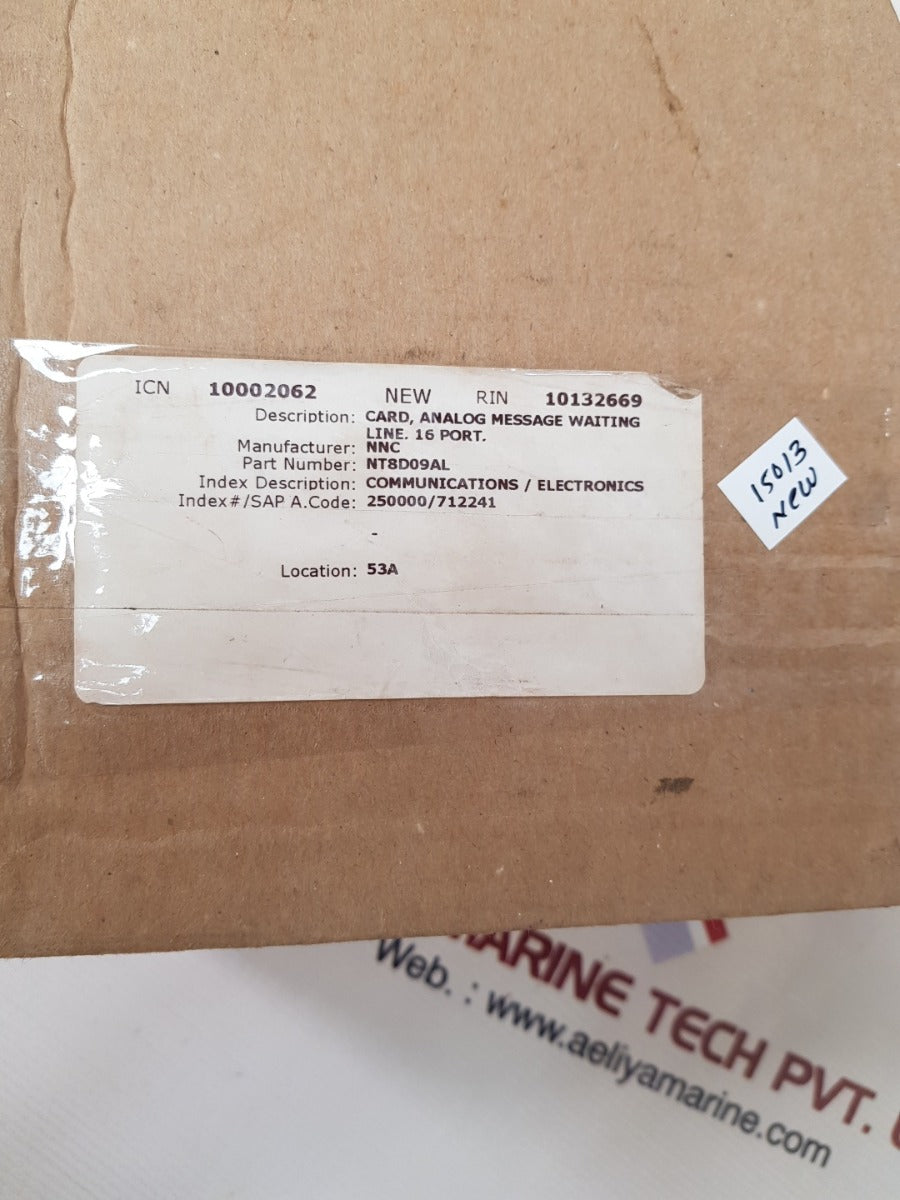 ICN 10002062 NEW RIN 10132669
Description: CARD, ANALOG MESSAGE WAITING
LINE. 16 PORT.
Manufacturer: NNC
Part Number: NT8D09AL
Index Description: COMMUNICATIONS / ELECTRONICS
Index#/SAP A.Code: 250000/712241
Location: 53A
15013
New
MARINE TECH PVT.
Web. : www.aeliyamarine.com